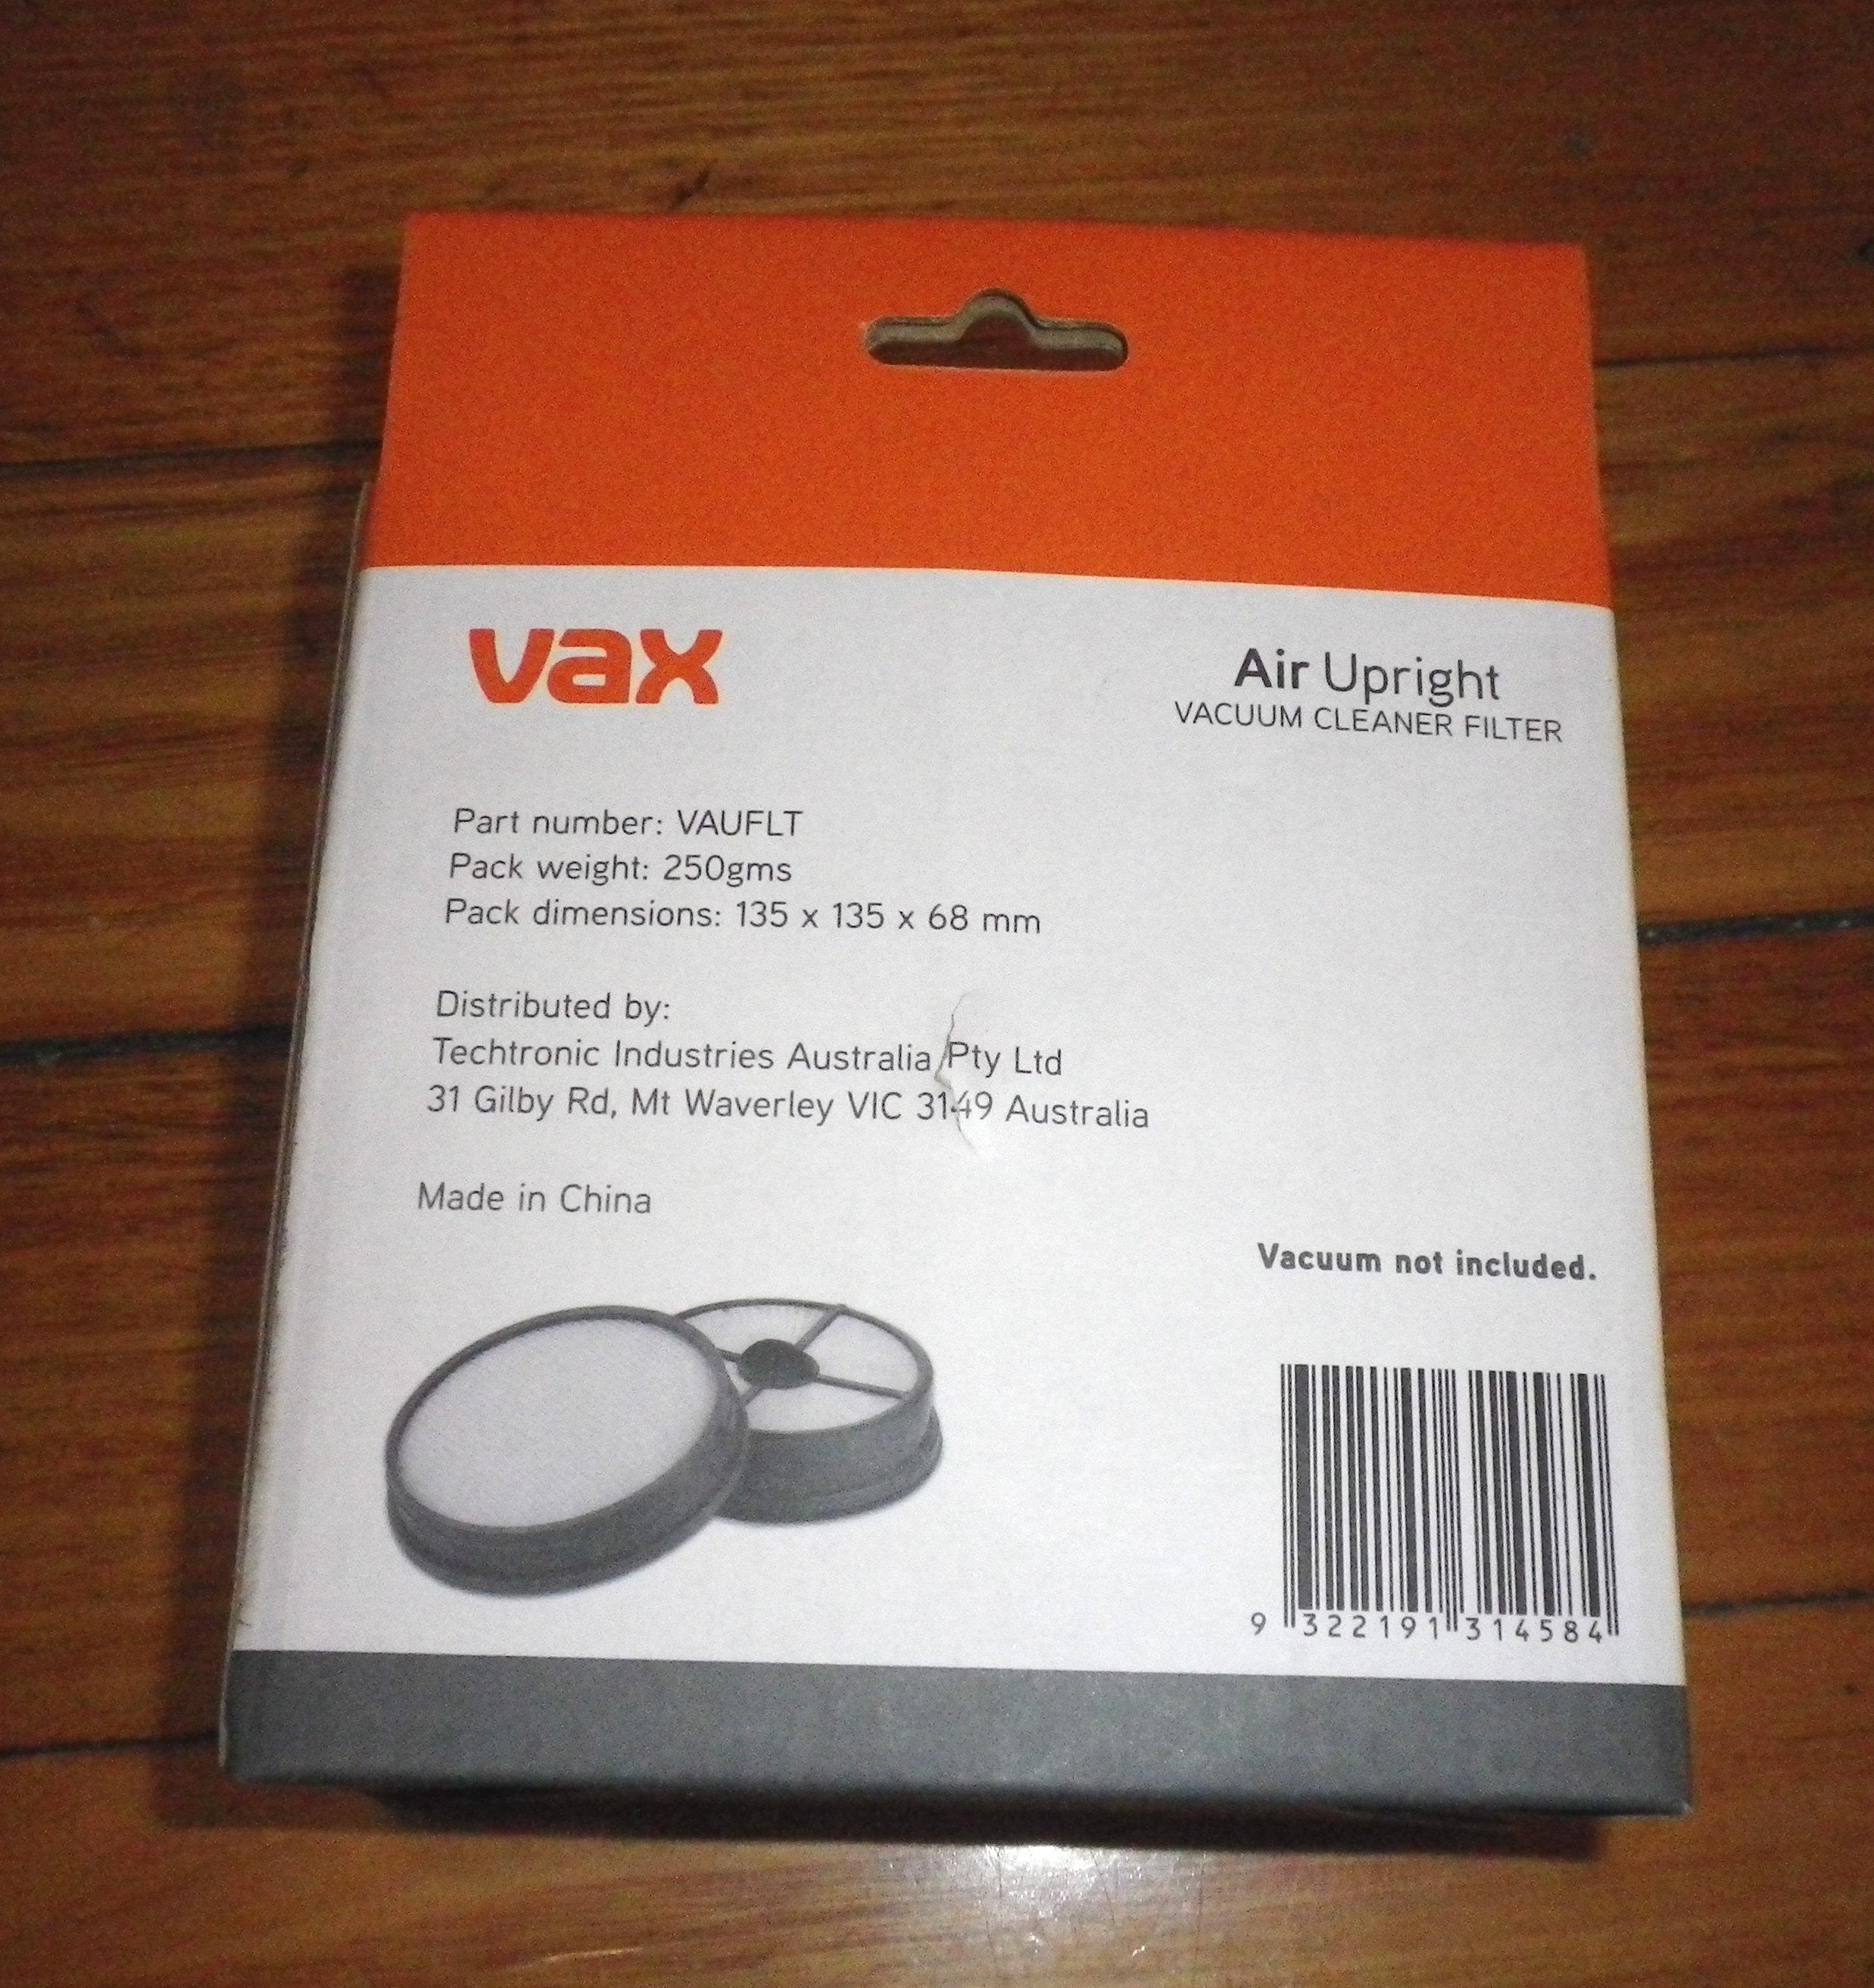 vax
Air Upright
VACUUM CLEANER FILTER
Part number: VAUFLT
Pack weight: 250gms
Pack dimensions: 135 x 135 x 68 mm
Distributed by:
Techtronic Industries Australia Pty Ltd
31 Gilby Rd, Mt Waverley VIC 3149 Australia
Made in China
Vacuum not included.
9 322191 314584